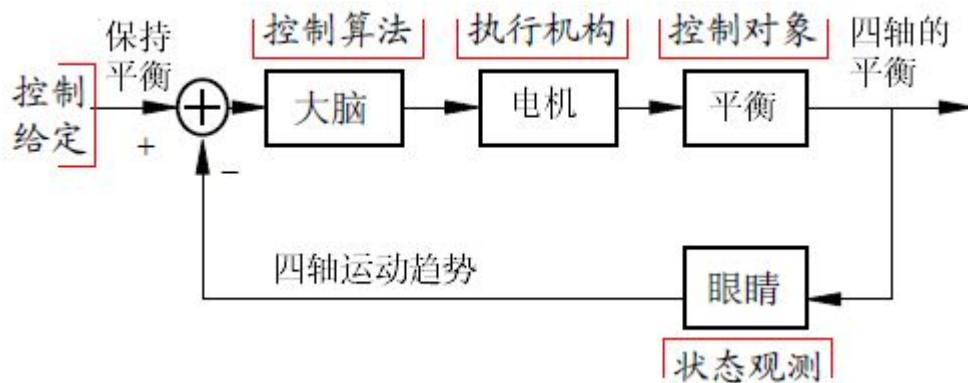 保持
平衡
控制
给定
+
−
控制算法
大脑
执行机构
电机
控制对象
平衡
四轴的
平衡
四轴运动趋势
眼睛
状态观测